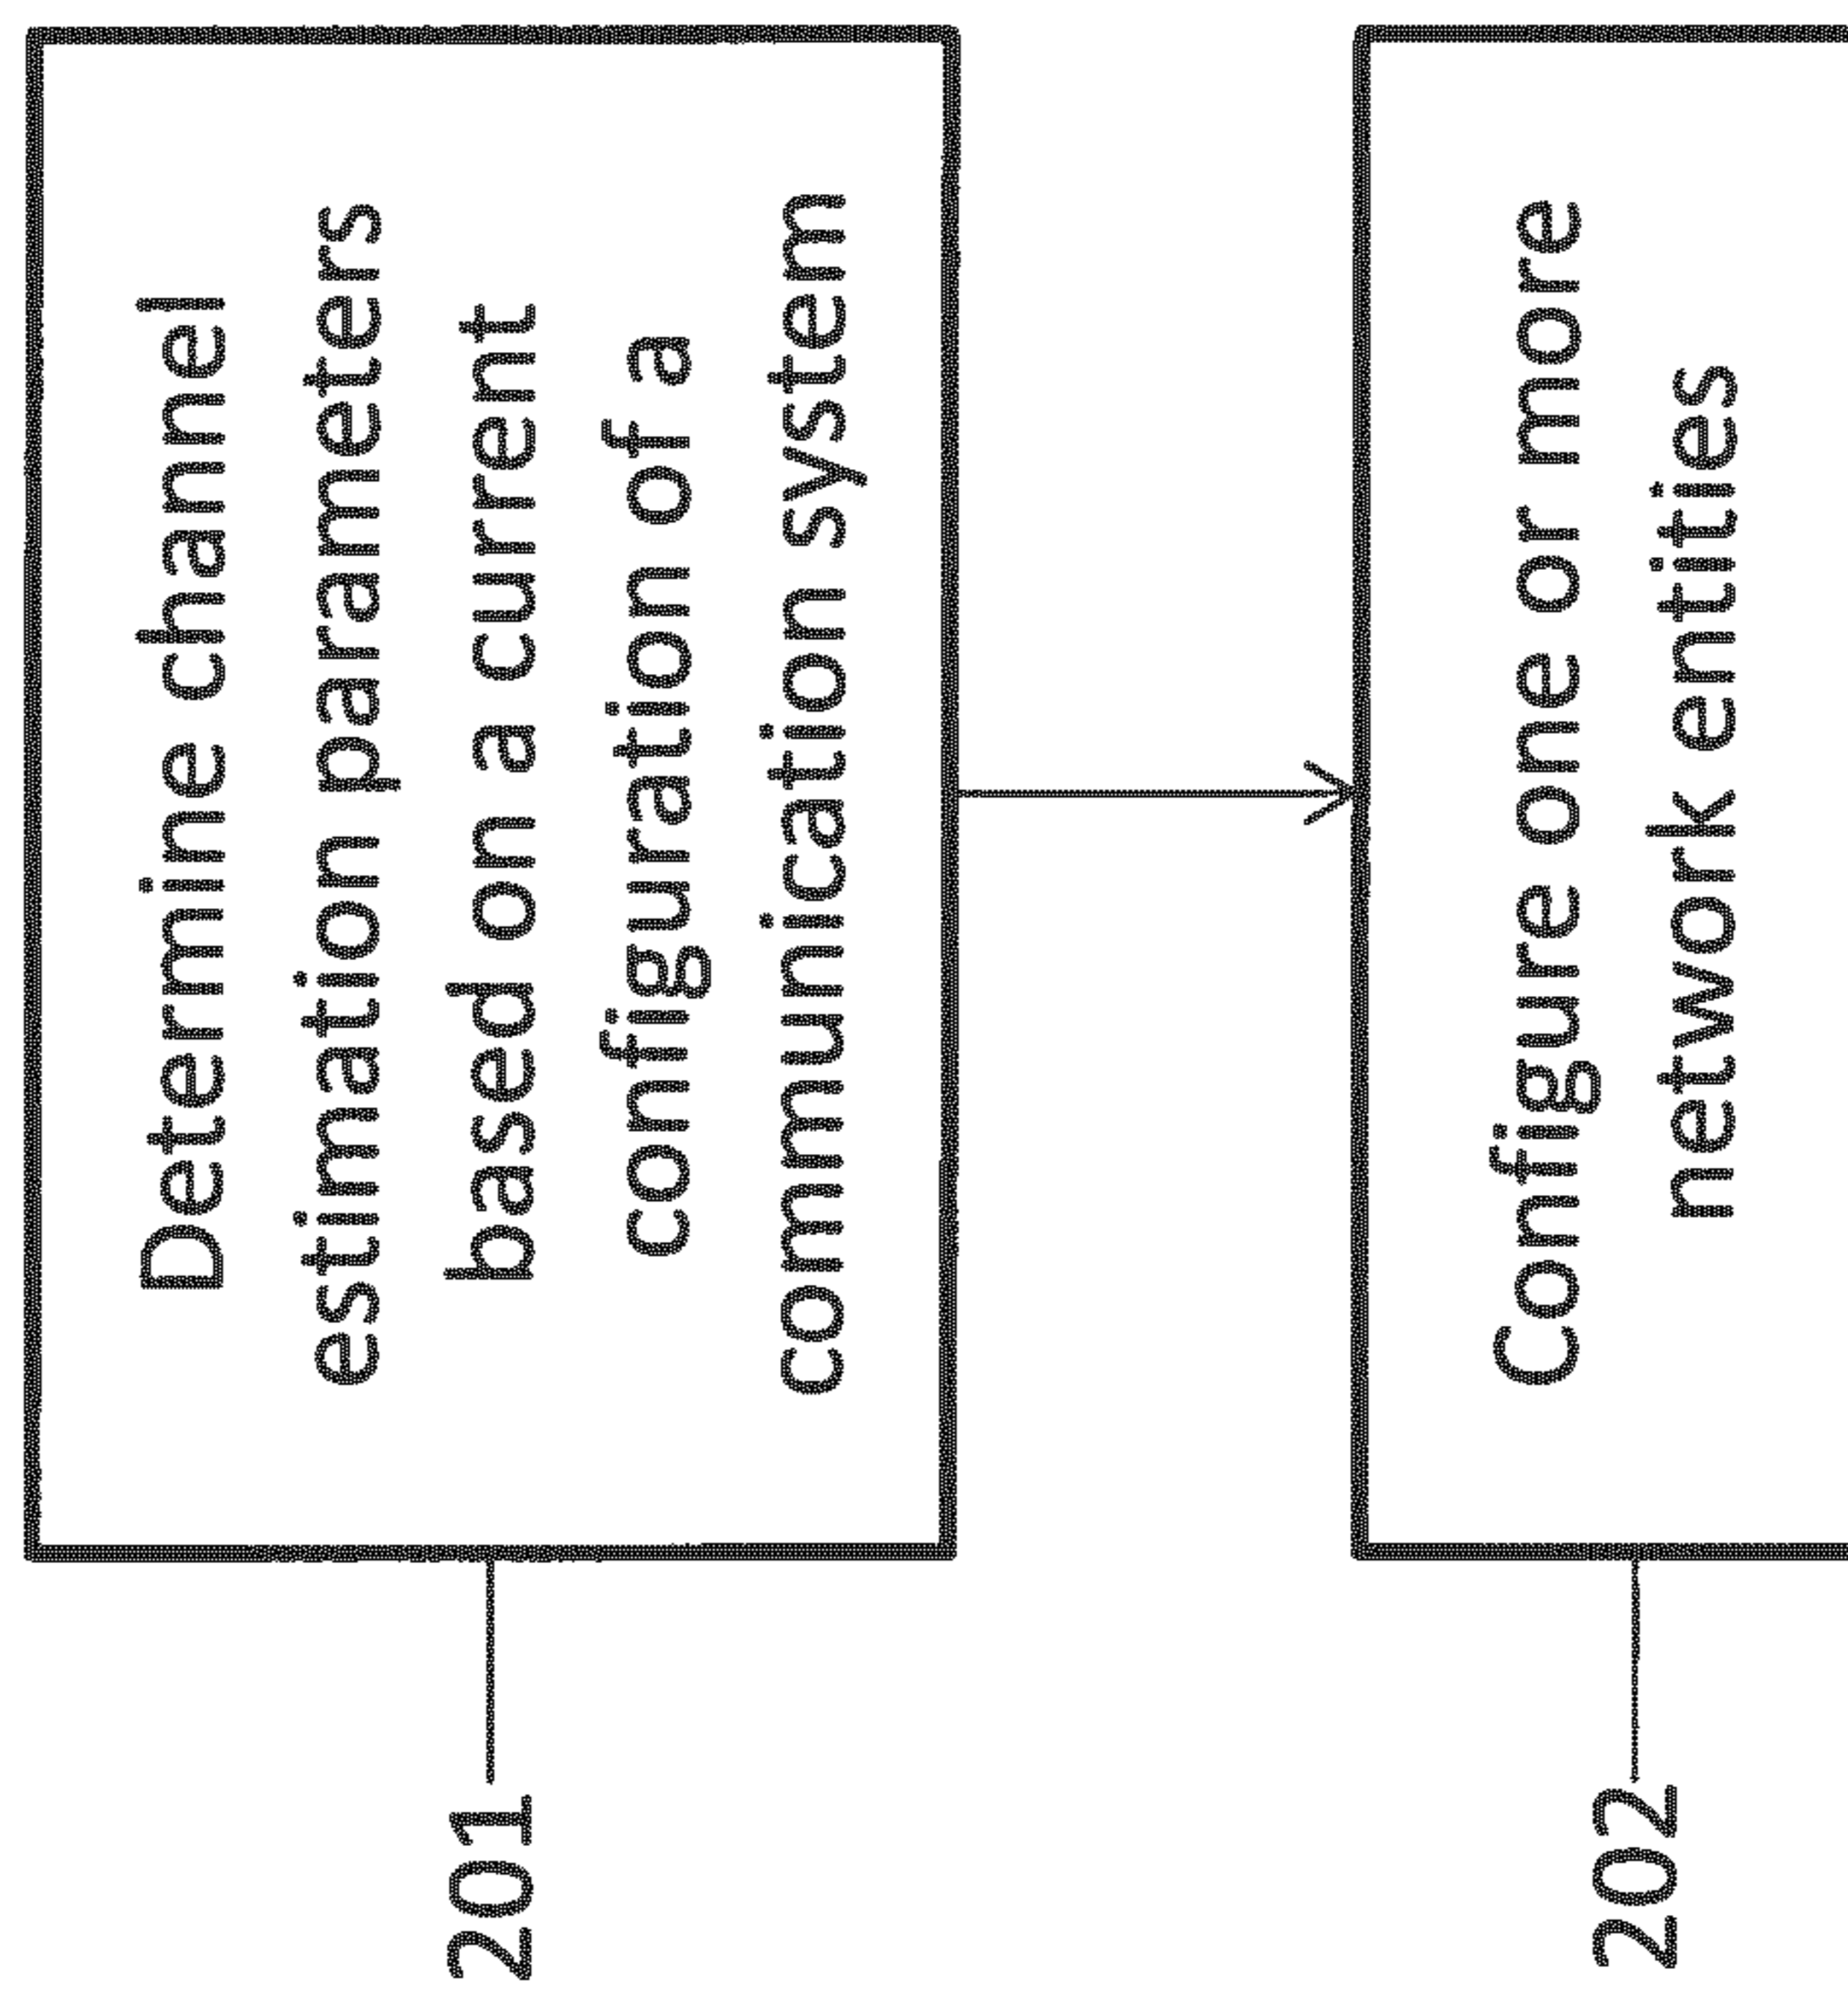 201
Determine channel
estimation parameters
based on a current
configuration of a
communication system
202
Configure one or more
network entities